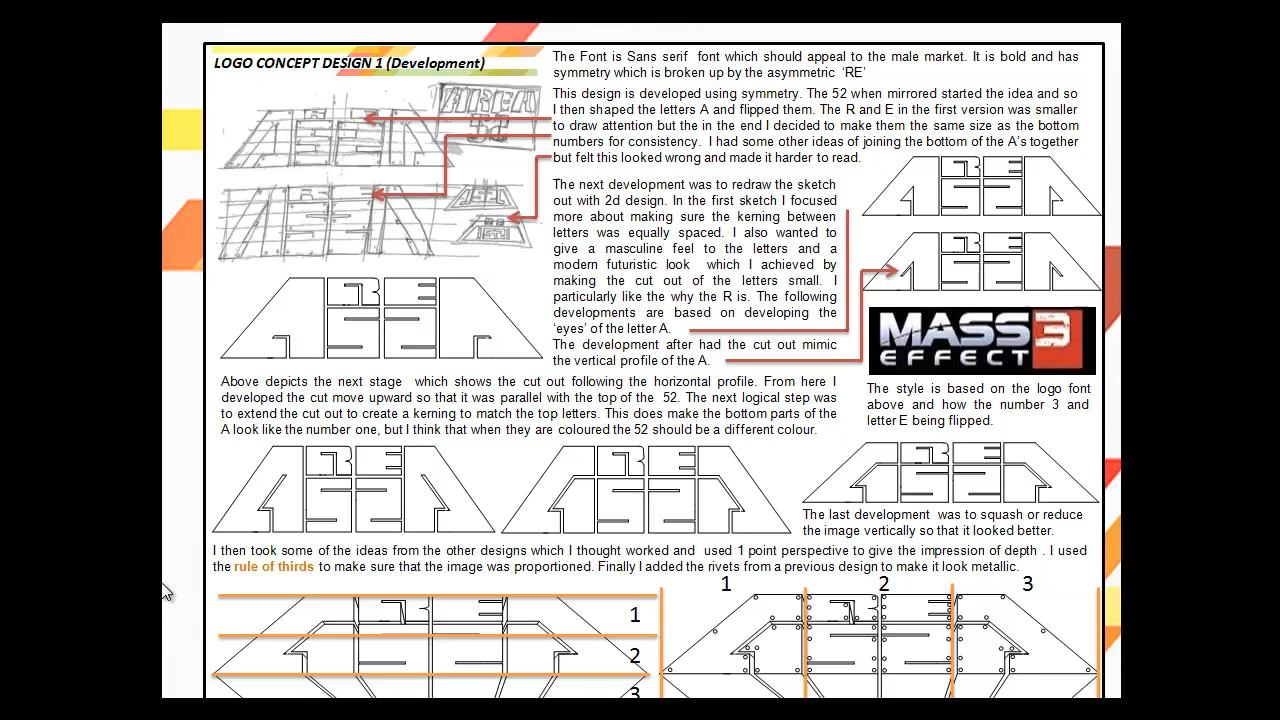 LOGO CONCEPT DESIGN 1 (Development)
The Font is Sans serif font which should appeal to the male market. It is bold and has
symmetry which is broken up by the asymmetric ‘RE’
This design is developed using symmetry. The 52 when mirrored started the idea and so
I then shaped the letters A and flipped them. The R and E in the first version was smaller
to draw attention but the in the end I decided to make them the same size as the bottom
numbers for consistency. I had some other ideas of joining the bottom of the A's together
but felt this looked wrong and made it harder to read.
AREA
52
The next development was to redraw the sketch
out with 2d design. In the first sketch I focused
more about making sure the kerning between
letters was equally spaced. I also wanted to
give a masculine feel to the letters and a
modern futuristic look which I achieved by
making the cut out of the letters small. I
particularly like the why the R is. The following
developments are based on developing the
‘eyes’ of the letter A.
The development after had the cut out mimic
the vertical profile of the A.
RE
A52A
RE
A52A
RE
A52A
MASS 3
EFFECT
The style is based on the logo font
above and how the number 3 and
letter E being flipped.
Above depicts the next stage which shows the cut out following the horizontal profile. From here I
developed the cut move upward so that it was parallel with the top of the 52. The next logical step was
to extend the cut out to create a kerning to match the top letters. This does make the bottom parts of the
A look like the number one, but I think that when they are coloured the 52 should be a different colour.
RE
A52A
RE
A52A
RE
A52A
The last development was to squash or reduce
the image vertically so that it looked better.
I then took some of the ideas from the other designs which I thought worked and used 1 point perspective to give the impression of depth . I used
the rule of thirds to make sure that the image was proportioned. Finally I added the rivets from a previous design to make it look metallic.
1 2 3
RE
A52A
1
2
3
RE
A52A